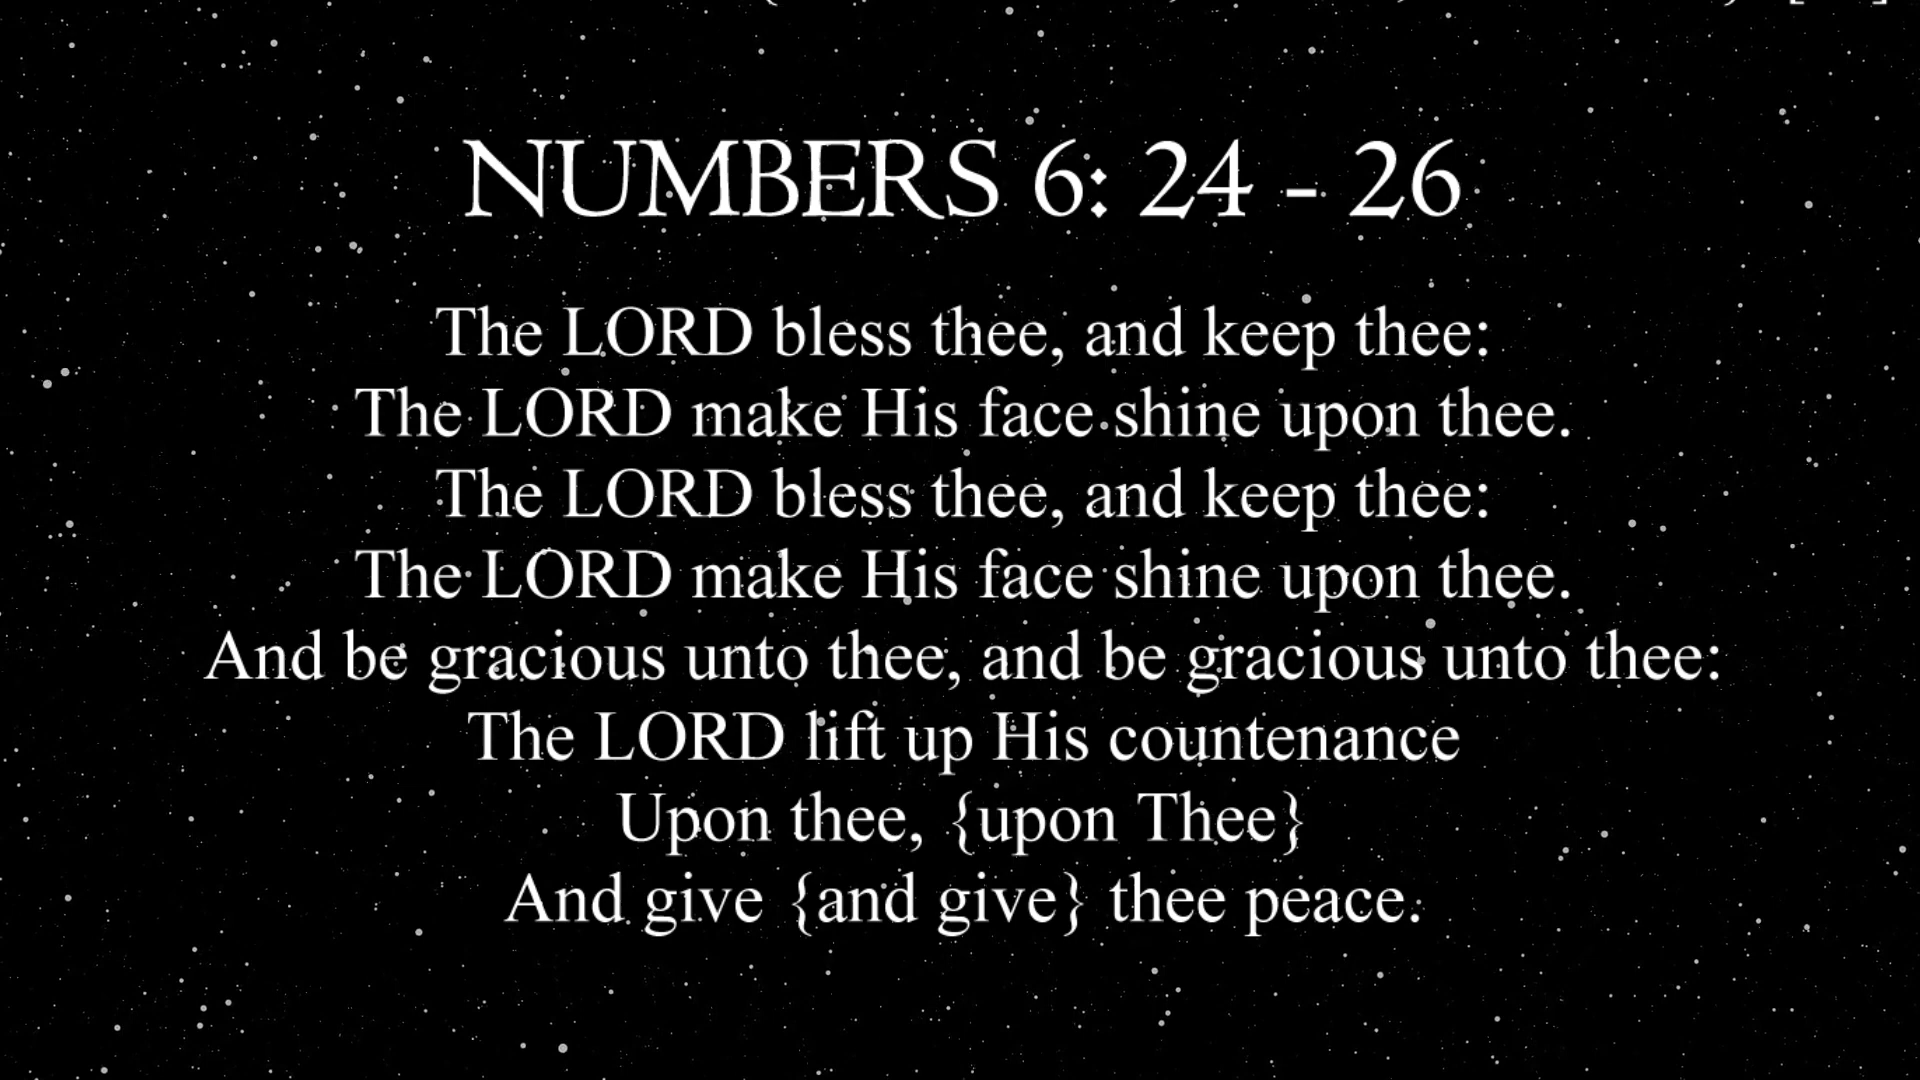 NUMBERS 6: 24 - 26
The LORD bless thee, and keep thee:
The LORD make His face shine upon thee.
The LORD bless thee, and keep thee:
The LORD make His face shine upon thee.
And be gracious unto thee, and be gracious unto thee:
The LORD lift up His countenance
Upon thee, {upon Thee}
And give {and give} thee peace.